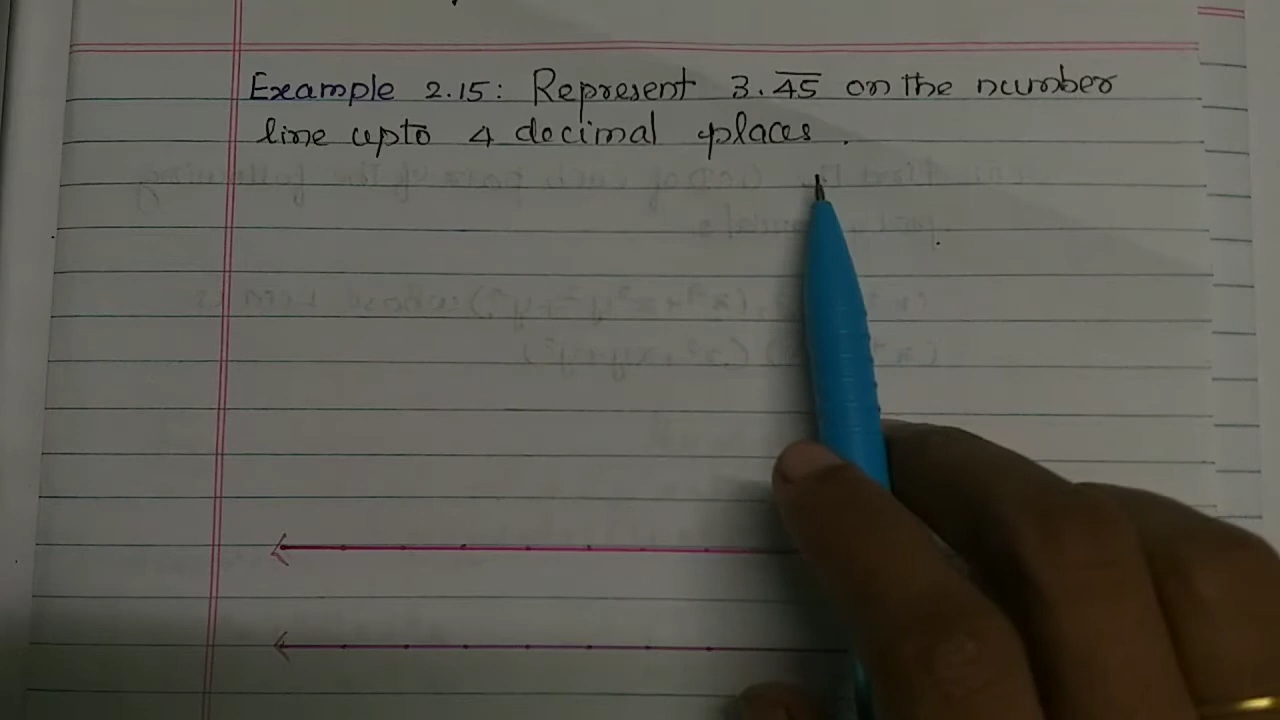 Example 2.15: Represent 3.4̅5̅ on the number
line upto 4 decimal places.